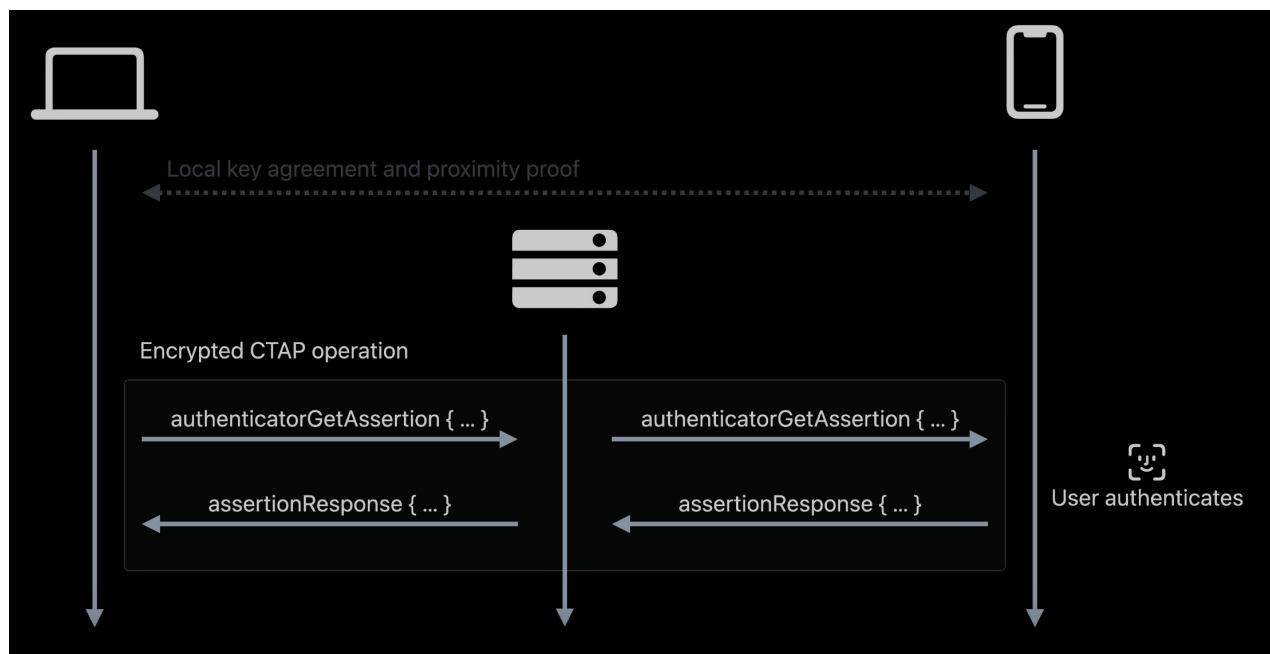 Local key agreement and proximity proof
Encrypted CTAP operation
authenticatorGetAssertion { ... }
authenticatorGetAssertion { ... }
assertionResponse { ... }
assertionResponse { ... }
User authenticates